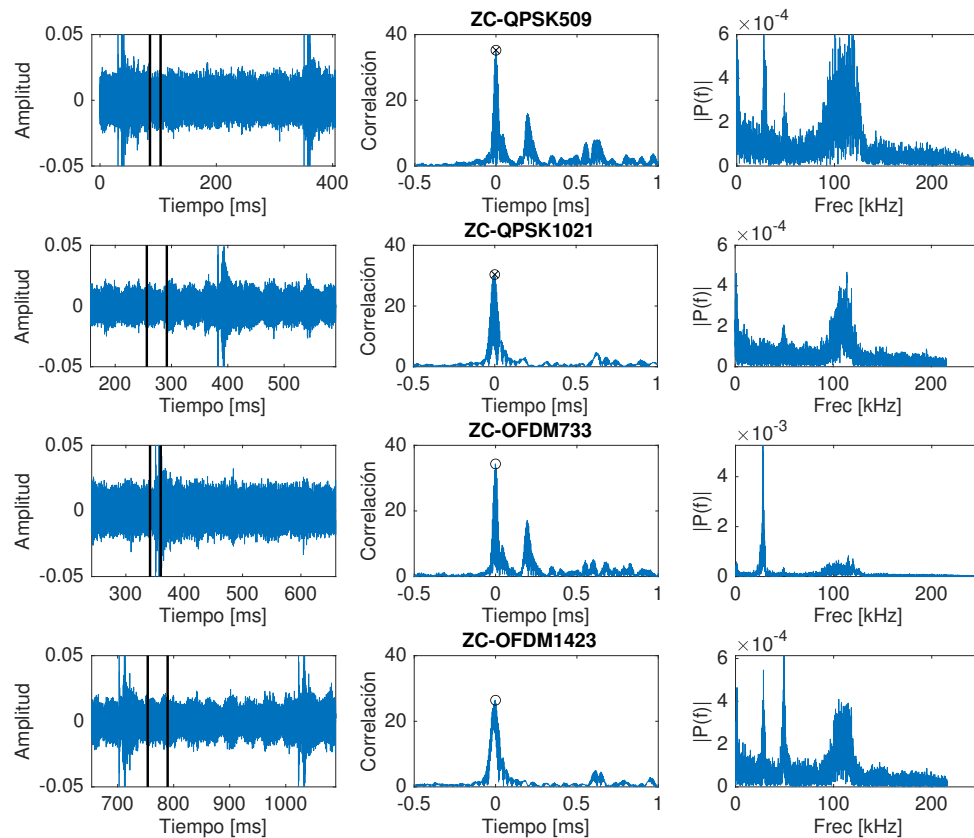 ZC-QPSK509
0.05
0
-0.05
Amplitud
0 200 400
Tiempo [ms]
40
20
0
Correlación
-0.5 0 0.5 1
Tiempo [ms]
×10⁻⁴
6
4
2
0
|P(f)|
0 100 200
Frec [kHz]
ZC-QPSK1021
0.05
0
-0.05
Amplitud
200 300 400 500
Tiempo [ms]
40
20
0
Correlación
-0.5 0 0.5 1
Tiempo [ms]
×10⁻⁴
6
4
2
0
|P(f)|
0 100 200
Frec [kHz]
ZC-OFDM733
0.05
0
-0.05
Amplitud
300 400 500 600
Tiempo [ms]
40
20
0
Correlación
-0.5 0 0.5 1
Tiempo [ms]
×10⁻³
4
2
0
|P(f)|
0 100 200
Frec [kHz]
ZC-OFDM1423
0.05
0
-0.05
Amplitud
700 800 900 1000
Tiempo [ms]
40
20
0
Correlación
-0.5 0 0.5 1
Tiempo [ms]
×10⁻⁴
6
4
2
0
|P(f)|
0 100 200
Frec [kHz]